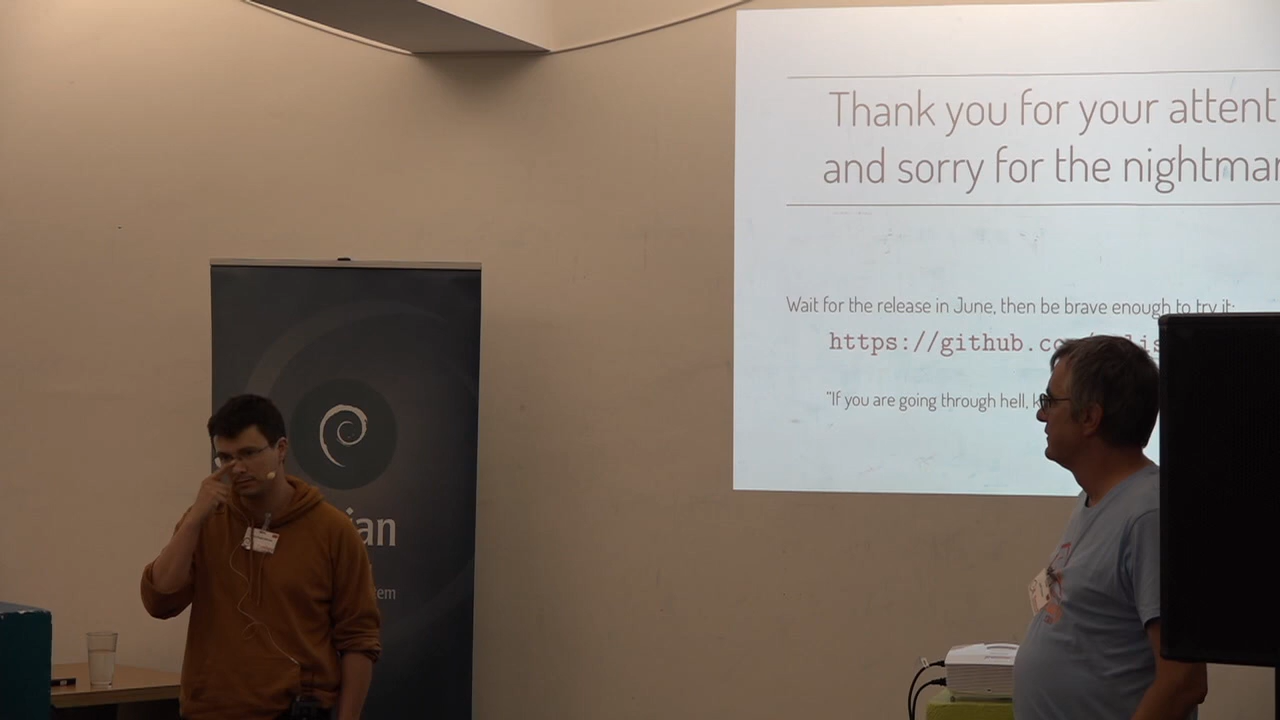 Thank you for your attent
and sorry for the nightmar
Wait for the release in June, then be brave enough to try it:
https://github.co
"If you are going through hell, k
ian
em